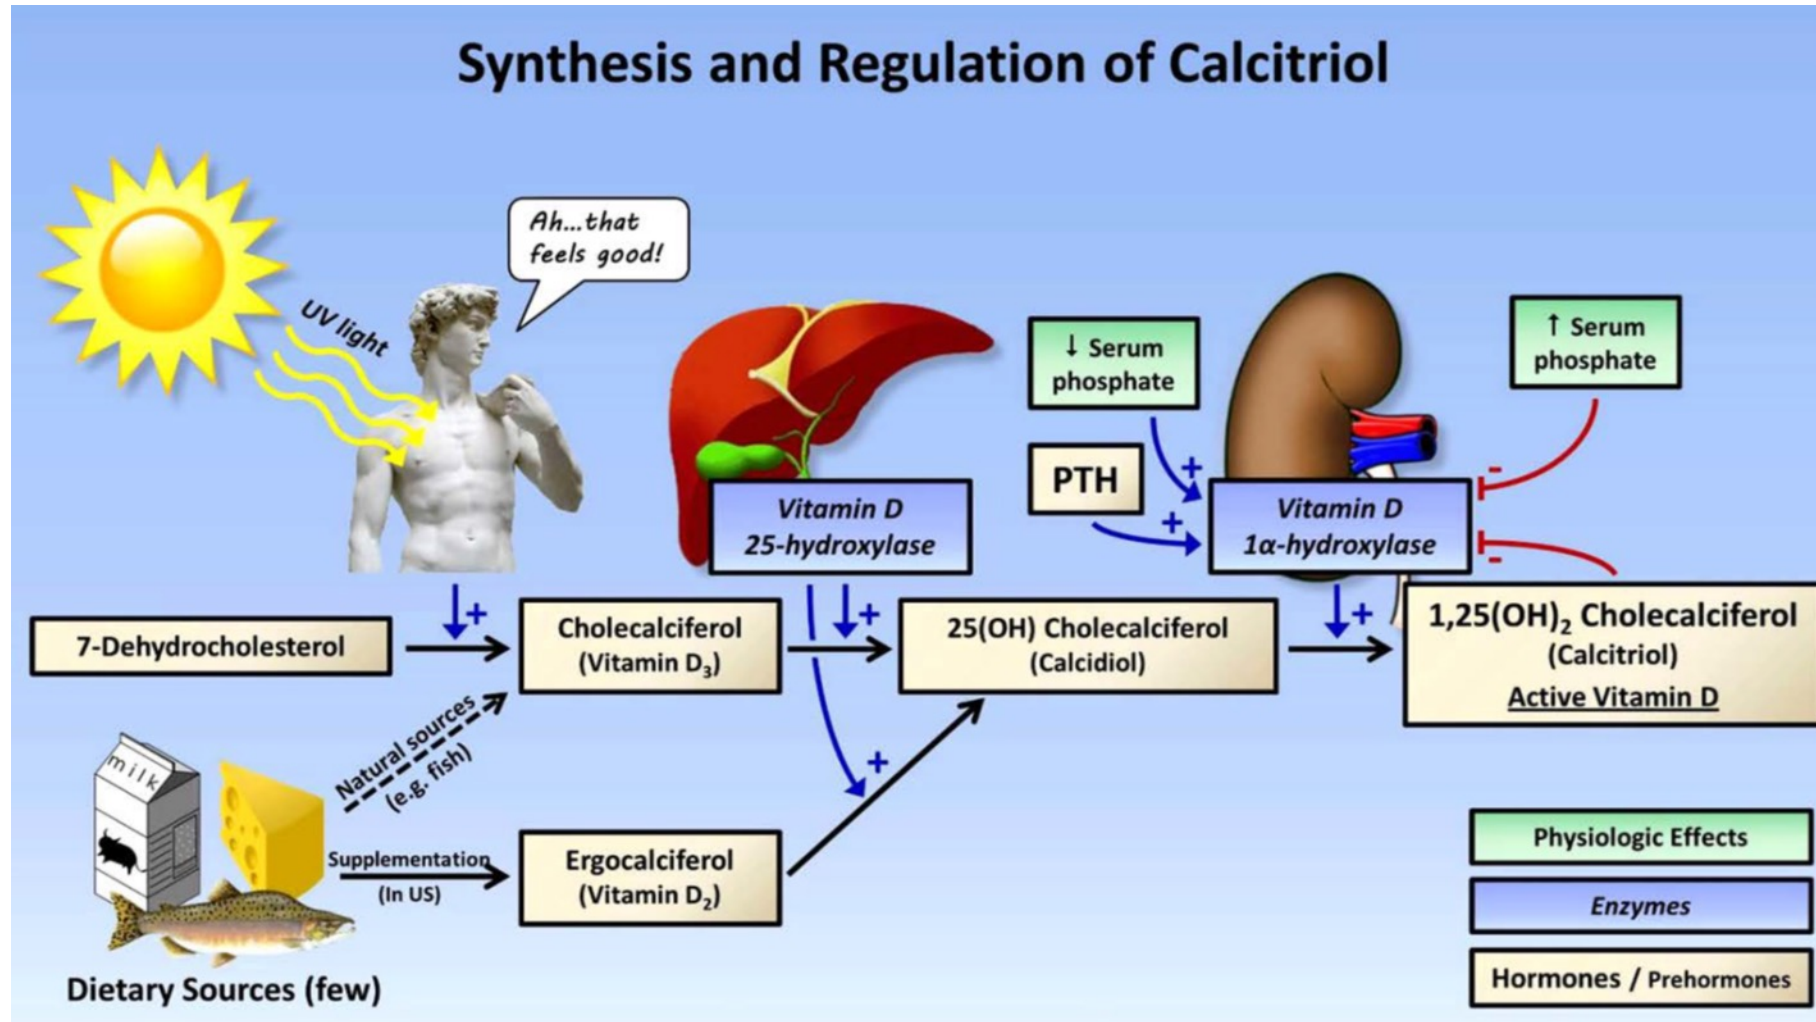 Synthesis and Regulation of Calcitriol
Ah...that
feels good!
UV light
↓ Serum
phosphate
↑ Serum
phosphate
PTH
+
+
-
-
Vitamin D
25-hydroxylase
Vitamin D
1α-hydroxylase
+
+
+
7-Dehydrocholesterol
Cholecalciferol
(Vitamin D₃)
25(OH) Cholecalciferol
(Calcidiol)
1,25(OH)₂ Cholecalciferol
(Calcitriol)
Active Vitamin D
milk
Natural sources
(e.g. fish)
+
Supplementation
(In US)
Ergocalciferol
(Vitamin D₂)
Dietary Sources (few)
Physiologic Effects
Enzymes
Hormones / Prehormones